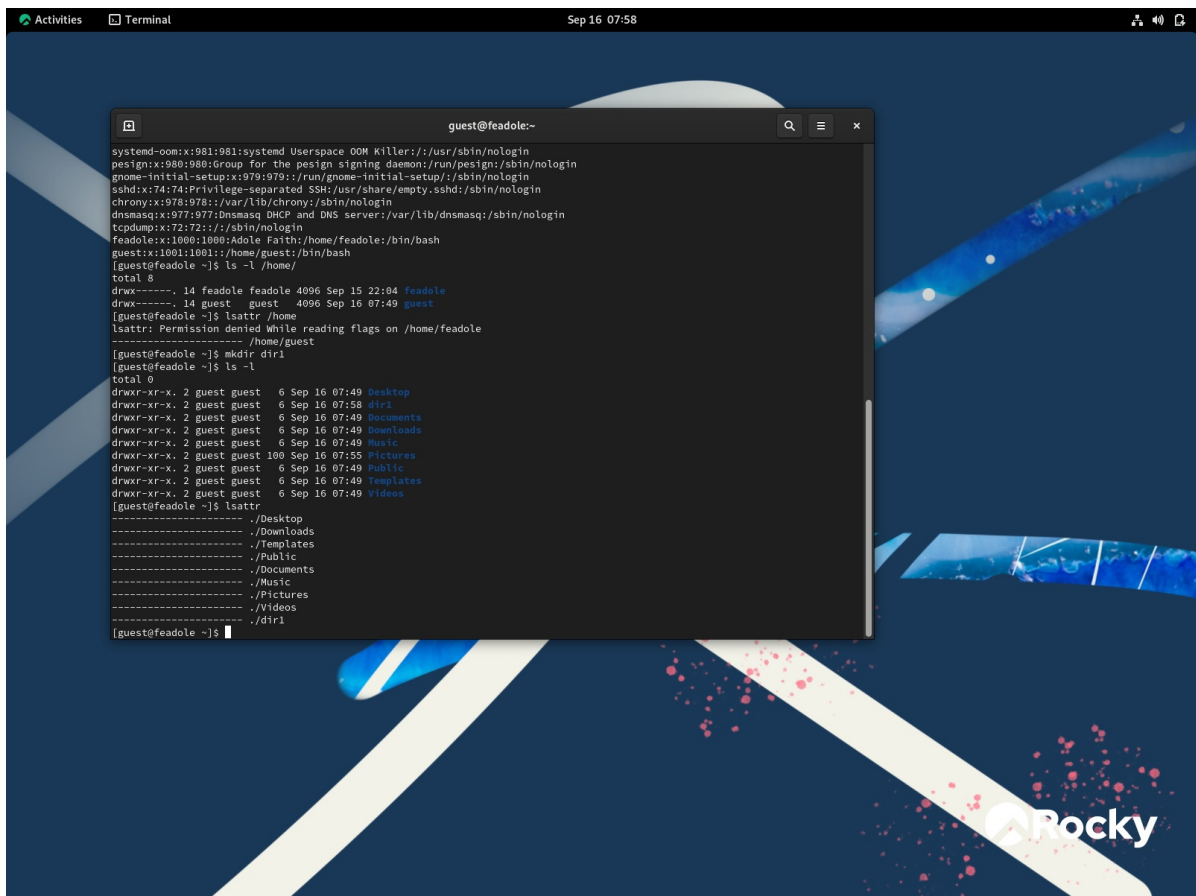 Activities Terminal Sep 16 07:58
guest@feadole:~
systemd-oom:x:981:981:systemd Userspace OOM Killer:/:/usr/sbin/nologin
pesign:x:980:980:Group for the pesign signing daemon:/run/pesign:/sbin/nologin
gnome-initial-setup:x:979:979::/run/gnome-initial-setup/:/sbin/nologin
sshd:x:74:74:Privilege-separated SSH:/usr/share/empty.sshd:/sbin/nologin
chrony:x:978:978::/var/lib/chrony:/sbin/nologin
dnsmasq:x:977:977:Dnsmasq DHCP and DNS server:/var/lib/dnsmasq:/sbin/nologin
tcpdump:x:72:72::/:/sbin/nologin
feadole:x:1000:1000:Adole Faith:/home/feadole:/bin/bash
guest:x:1001:1001::/home/guest:/bin/bash
[guest@feadole ~]$ ls -l /home/
total 8
drwx------. 14 feadole feadole 4096 Sep 15 22:04 feadole
drwx------. 14 guest   guest   4096 Sep 16 07:49 guest
[guest@feadole ~]$ lsattr /home
lsattr: Permission denied While reading flags on /home/feadole
---------------------- /home/guest
[guest@feadole ~]$ mkdir dir1
[guest@feadole ~]$ ls -l
total 0
drwxr-xr-x. 2 guest guest   6 Sep 16 07:49 Desktop
drwxr-xr-x. 2 guest guest   6 Sep 16 07:58 dir1
drwxr-xr-x. 2 guest guest   6 Sep 16 07:49 Documents
drwxr-xr-x. 2 guest guest   6 Sep 16 07:49 Downloads
drwxr-xr-x. 2 guest guest   6 Sep 16 07:49 Music
drwxr-xr-x. 2 guest guest 100 Sep 16 07:55 Pictures
drwxr-xr-x. 2 guest guest   6 Sep 16 07:49 Public
drwxr-xr-x. 2 guest guest   6 Sep 16 07:49 Templates
drwxr-xr-x. 2 guest guest   6 Sep 16 07:49 Videos
[guest@feadole ~]$ lsattr
---------------------- ./Desktop
---------------------- ./Downloads
---------------------- ./Templates
---------------------- ./Public
---------------------- ./Documents
---------------------- ./Music
---------------------- ./Pictures
---------------------- ./Videos
---------------------- ./dir1
[guest@feadole ~]$
Rocky